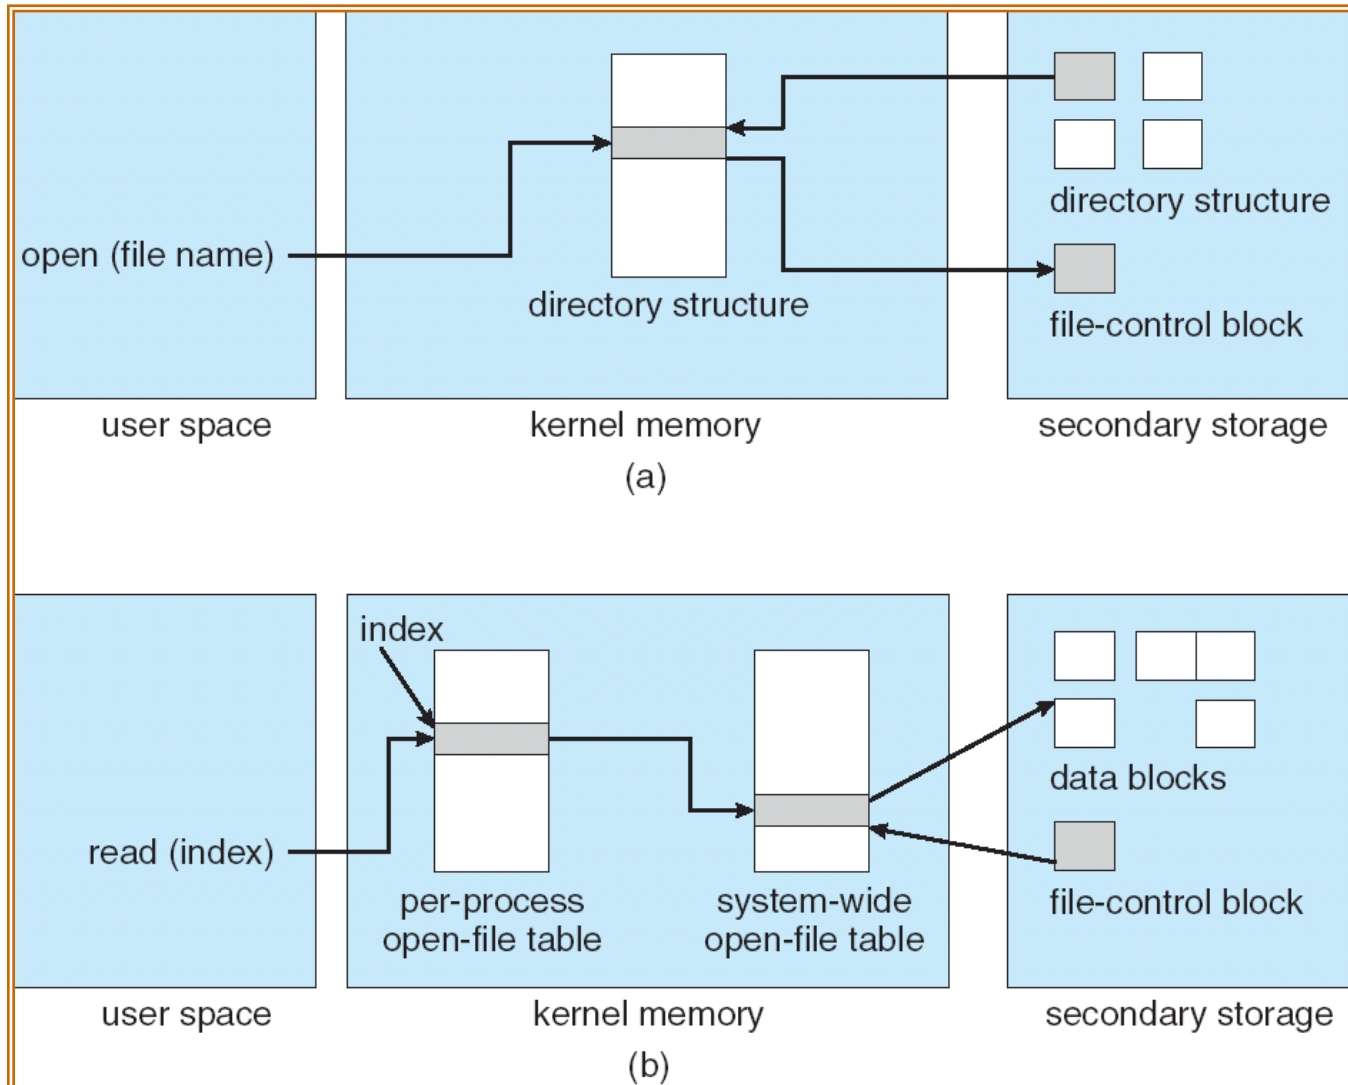 open (file name)
directory structure
directory structure
file-control block
user space
kernel memory
secondary storage
(a)
index
read (index)
per-process
open-file table
system-wide
open-file table
data blocks
file-control block
user space
kernel memory
secondary storage
(b)